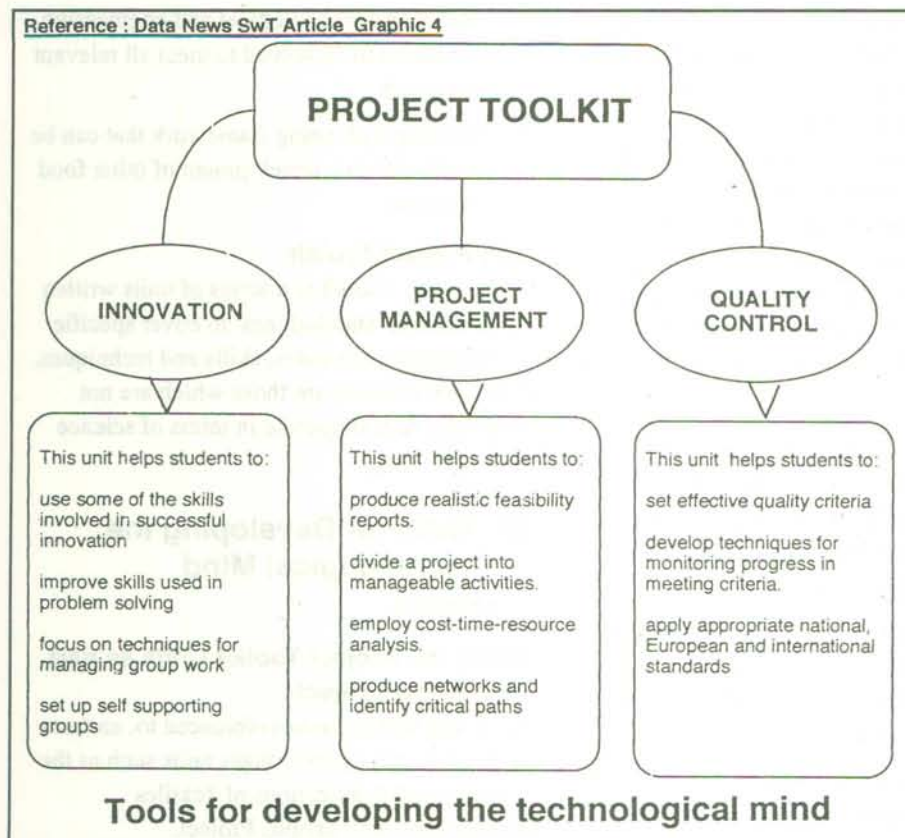 Reference : Data News SwT Article Graphic 4
PROJECT TOOLKIT
INNOVATION
PROJECT
MANAGEMENT
QUALITY
CONTROL
This unit helps students to:
use some of the skills
involved in successful
innovation
improve skills used in
problem solving
focus on techniques for
managing group work
set up self supporting
groups
This unit helps students to:
produce realistic feasibility
reports.
divide a project into
manageable activities.
employ cost-time-resource
analysis.
produce networks and
identify critical paths
This unit helps students to:
set effective quality criteria
develop techniques for
monitoring progress in
meeting criteria.
apply appropriate national,
European and international
standards
Tools for developing the technological mind